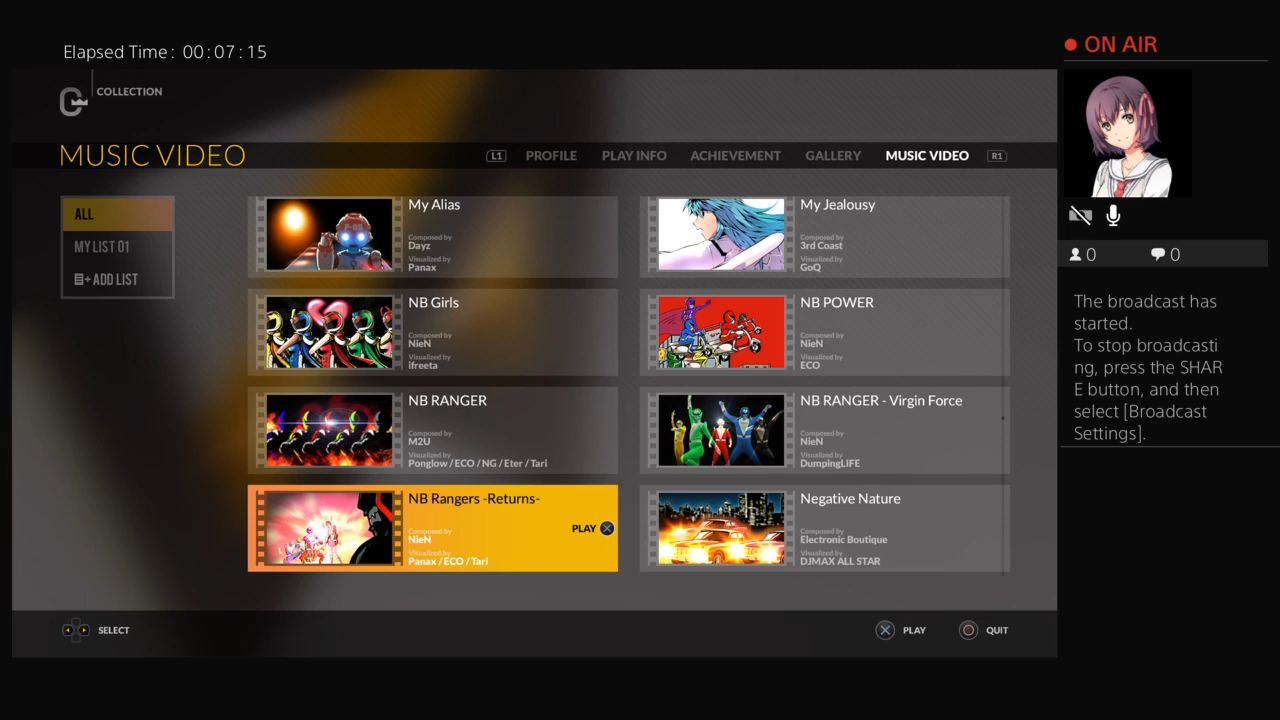 Elapsed Time: 00:07:15
ON AIR
COLLECTION
MUSIC VIDEO
L1
PROFILE
PLAY INFO
ACHIEVEMENT
GALLERY
MUSIC VIDEO
R1
ALL
MY LIST 01
+ ADD LIST
My Alias
Composed by
Dayz
Visualized by
Panax
My Jealousy
Composed by
3rd Coast
Visualized by
GoQ
NB Girls
Composed by
NieN
Visualized by
ifreeta
NB POWER
Composed by
NieN
Visualized by
ECO
NB RANGER
Composed by
M2U
Visualized by
Ponglow / ECO / NG / Eter / Tari
NB RANGER - Virgin Force
Composed by
NieN
Visualized by
DumpingLIFE
NB Rangers -Returns-
Composed by
NieN
Visualized by
Panax / ECO / Tari
PLAY
Negative Nature
Composed by
Electronic Boutique
Visualized by
DJMAX ALL STAR
SELECT
PLAY
QUIT
0
0
The broadcast has
started.
To stop broadcasti
ng, press the SHAR
E button, and then
select [Broadcast
Settings].